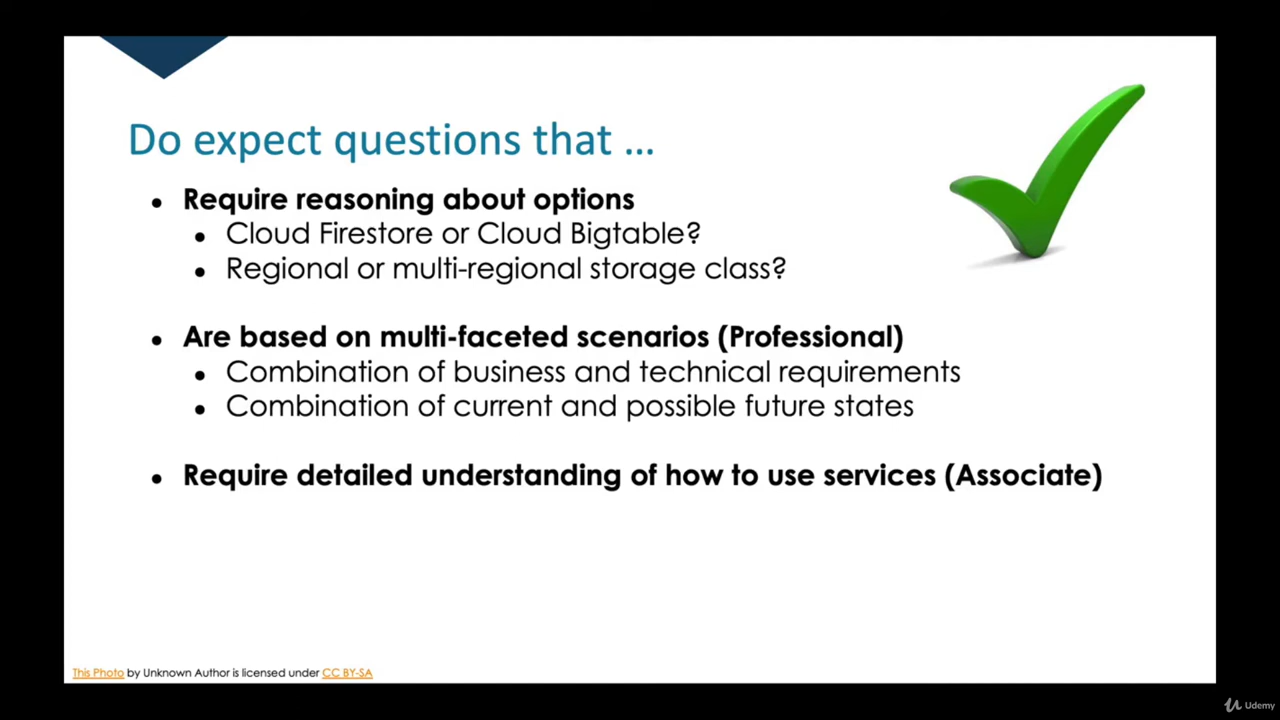 Do expect questions that ...
• Require reasoning about options
• Cloud Firestore or Cloud Bigtable?
• Regional or multi-regional storage class?
• Are based on multi-faceted scenarios (Professional)
• Combination of business and technical requirements
• Combination of current and possible future states
• Require detailed understanding of how to use services (Associate)
This Photo by Unknown Author is licensed under CC BY-SA
Udemy